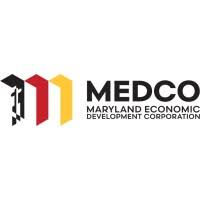 MEDCO
MARYLAND ECONOMIC
DEVELOPMENT CORPORATION